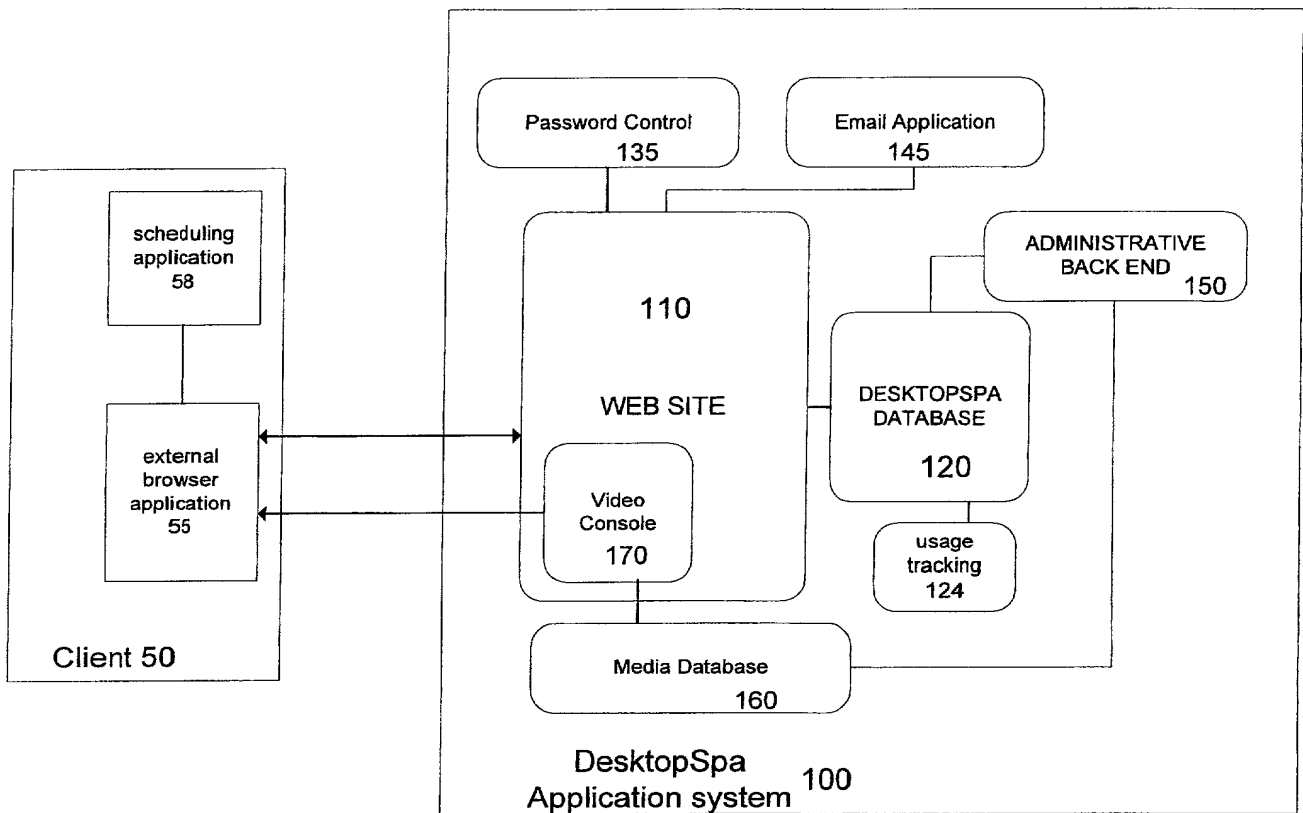 scheduling
application
58
external
browser
application
55
Client 50
Password Control
135
Email Application
145
ADMINISTRATIVE
BACK END
150
110
WEB SITE
DESKTOPSPA
DATABASE
120
usage
tracking
124
Video
Console
170
Media Database
160
DesktopSpa
Application system 100